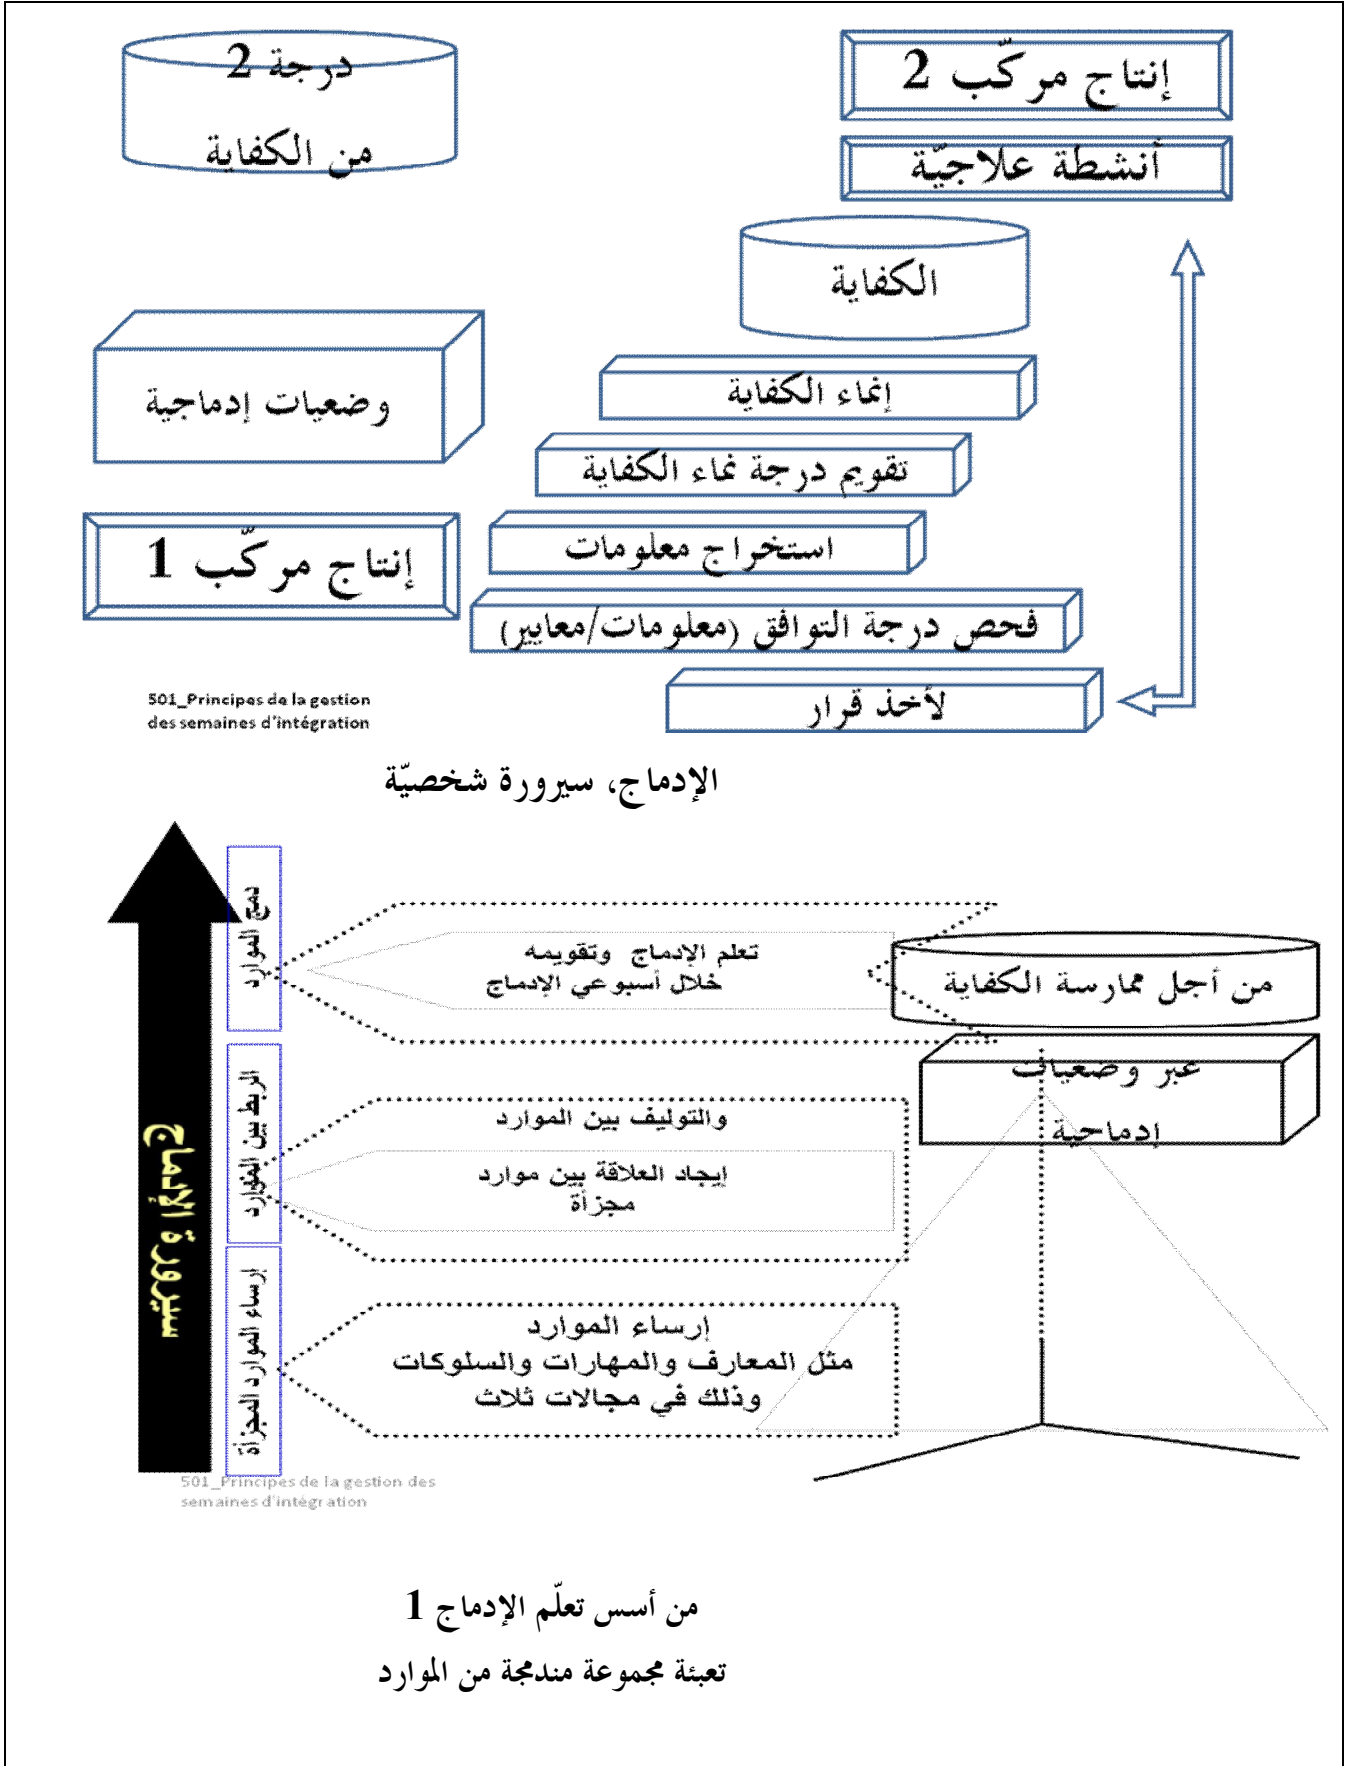 درجة 2
من الكفاية
إنتاج مركّب 2
أنشطة علاجيّة
الكفاية
وضعيات إدماجية
إنماء الكفاية
تقويم درجة نماء الكفاية
إنتاج مركّب 1
استخراج معلومات
فحص درجة التوافق (معلومات/معايير)
لأخذ قرار
501_Principes de la gestion
des semaines d'intégration
الإدماج، سيرورة شخصيّة
سيرورة الإدماج
دمج الموارد
تعلم الإدماج وتقويمه
خلال أسبوعي الإدماج
من أجل ممارسة الكفاية
عبر وضعيات
إدماجية
الربط بين الموارد
والتوليف بين الموارد
إيجاد العلاقة بين موارد
مجزأة
إرساء الموارد المجزأة
إرساء الموارد
مثل المعارف والمهارات والسلوكات
وذلك في مجالات ثلاث
501_Principes de la gestion des
semaines d'intégration
من أسس تعلّم الإدماج 1
تعبئة مجموعة مندمجة من الموارد